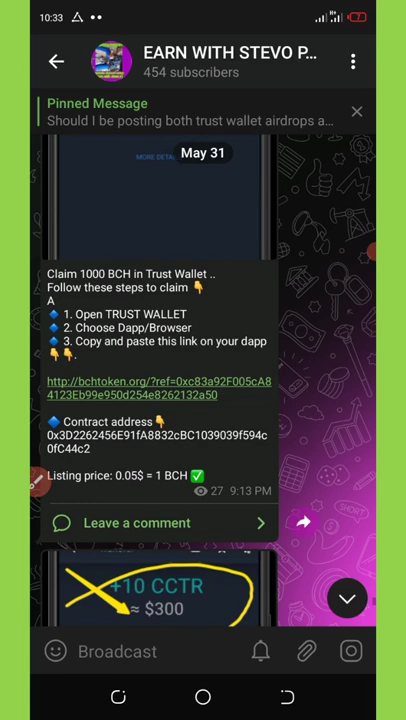 10:33
7
EARN WITH STEVO P...
454 subscribers
Pinned Message
Should I be posting both trust wallet airdrops a...
May 31
Claim 1000 BCH in Trust Wallet ..
Follow these steps to claim 👇
A
🔹 1. Open TRUST WALLET
🔹 2. Choose Dapp/Browser
🔹 3. Copy and paste this link on your dapp
👇👇.
http://bchtoken.org/?ref=0xc83a92F005cA8
4123Eb99e950d254e8262132a50
🔹 Contract address👇
0x3D2262456E91fA8832cBC1039039f594c
0fC44c2
Listing price: 0.05$ = 1 BCH ✅
27 9:13 PM
Leave a comment
+10 CCTR
≈ $300
Broadcast